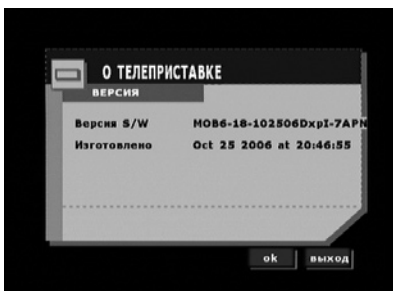 О ТЕЛЕПРИСТАВКЕ
ВЕРСИЯ
Версия S/W MOB6-18-102506DxpI-7APN
Изготовлено Oct 25 2006 at 20:46:55
ok выход